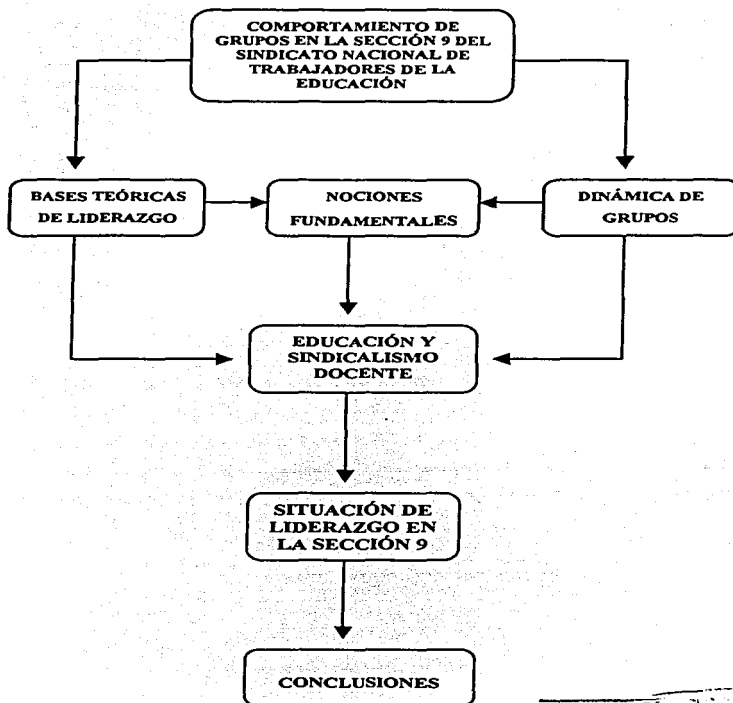 COMPORTAMIENTO DE
GRUPOS EN LA SECCIÓN 9 DEL
SINDICATO NACIONAL DE
TRABAJADORES DE LA
EDUCACIÓN
BASES TEÓRICAS
DE LIDERAZGO
NOCIONES
FUNDAMENTALES
DINÁMICA DE
GRUPOS
EDUCACIÓN Y
SINDICALISMO
DOCENTE
SITUACIÓN DE
LIDERAZGO EN
LA SECCIÓN 9
CONCLUSIONES